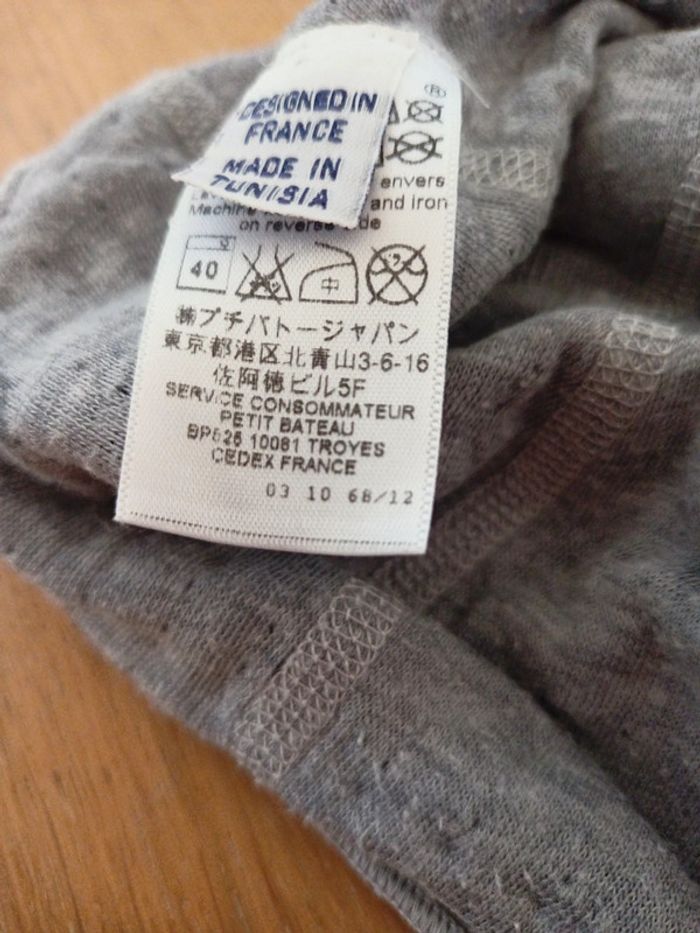 DESIGNED IN
FRANCE
MADE IN
TUNISIA
envers
and iron
on reverse
40
中
㈱プチバトージャパン
東京都港区北青山3-6-16
佐阿徳ビル5F
SERVICE CONSOMMATEUR
PETIT BATEAU
BP525 10081 TROYES
CEDEX FRANCE
03 10 68/12